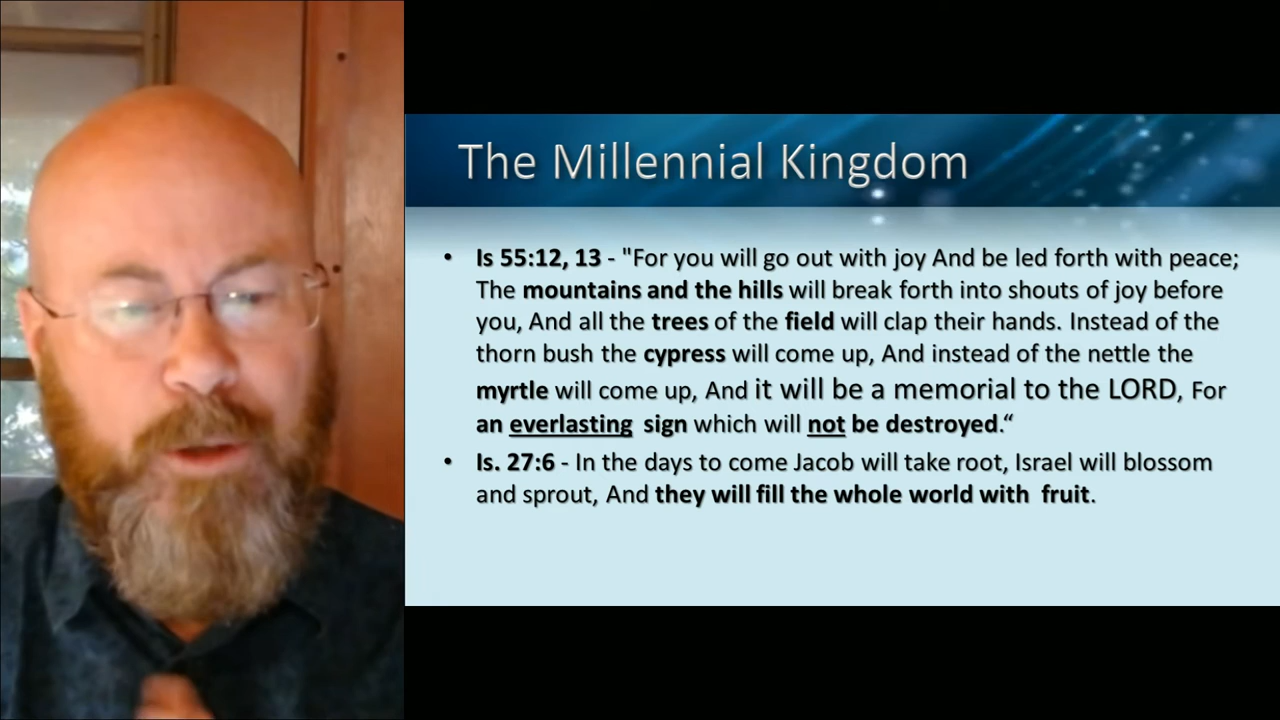 The Millennial Kingdom
• Is 55:12, 13 - "For you will go out with joy And be led forth with peace;
The mountains and the hills will break forth into shouts of joy before
you, And all the trees of the field will clap their hands. Instead of the
thorn bush the cypress will come up, And instead of the nettle the
myrtle will come up, And it will be a memorial to the LORD, For
an everlasting sign which will not be destroyed.“
• Is. 27:6 - In the days to come Jacob will take root, Israel will blossom
and sprout, And they will fill the whole world with fruit.